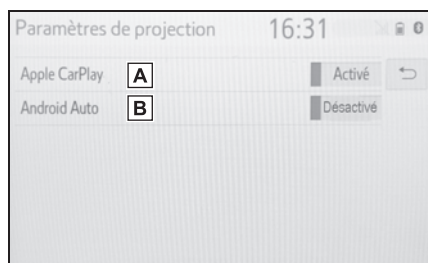 Paramètres de projection 16:31 0
Apple CarPlay A Activé
Android Auto B Désactivé